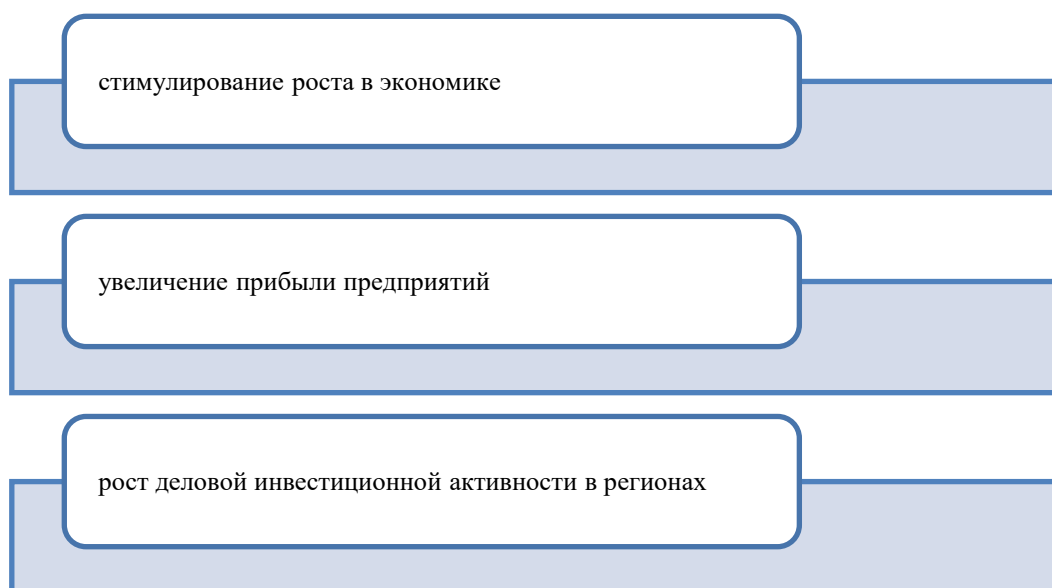 стимулирование роста в экономике
увеличение прибыли предприятий
рост деловой инвестиционной активности в регионах